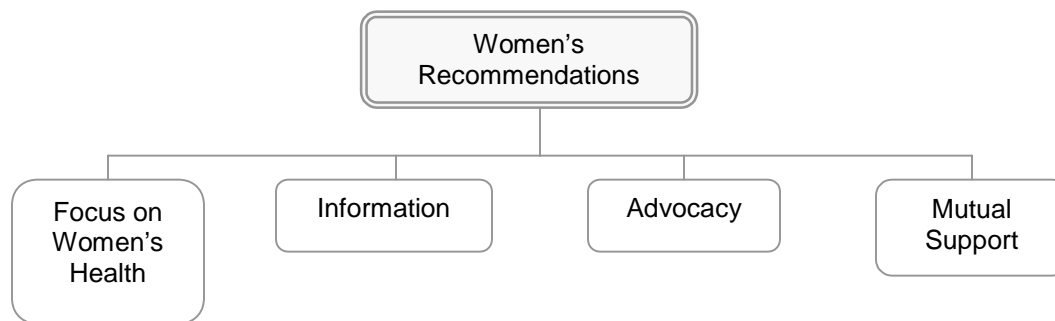 Women’s
Recommendations
Focus on
Women’s
Health
Information
Advocacy
Mutual
Support